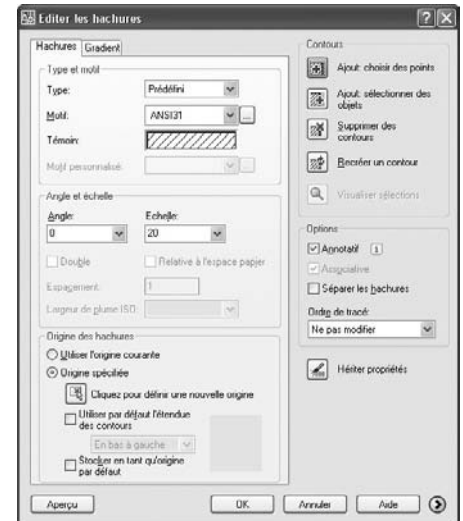 Editer les hachures
Hachures Gradient
Type et motif
Type: Prédéfini
Motif: ANSI31 ...
Témoin:
Motif personnalisé: ...
Angle et échelle
Angle: Echelle:
0 20
Double Relative à l'espace papier
Espacement: 1
Largeur de plume ISO:
Origine des hachures
Utiliser l'origine courante
Origine spécifiée
Cliquez pour définir une nouvelle origine
Utiliser par défaut l'étendue
des contours
En bas à gauche
Stocker en tant qu'origine
par défaut
Contours
Ajout: choisir des points
Ajout: sélectionner des
objets
Supprimer des
contours
Recréer un contour
Visualiser sélections
Options
Annotatif
Associative
Séparer les hachures
Ordre de tracé:
Ne pas modifier
Hériter propriétés
Aperçu OK Annuler Aide